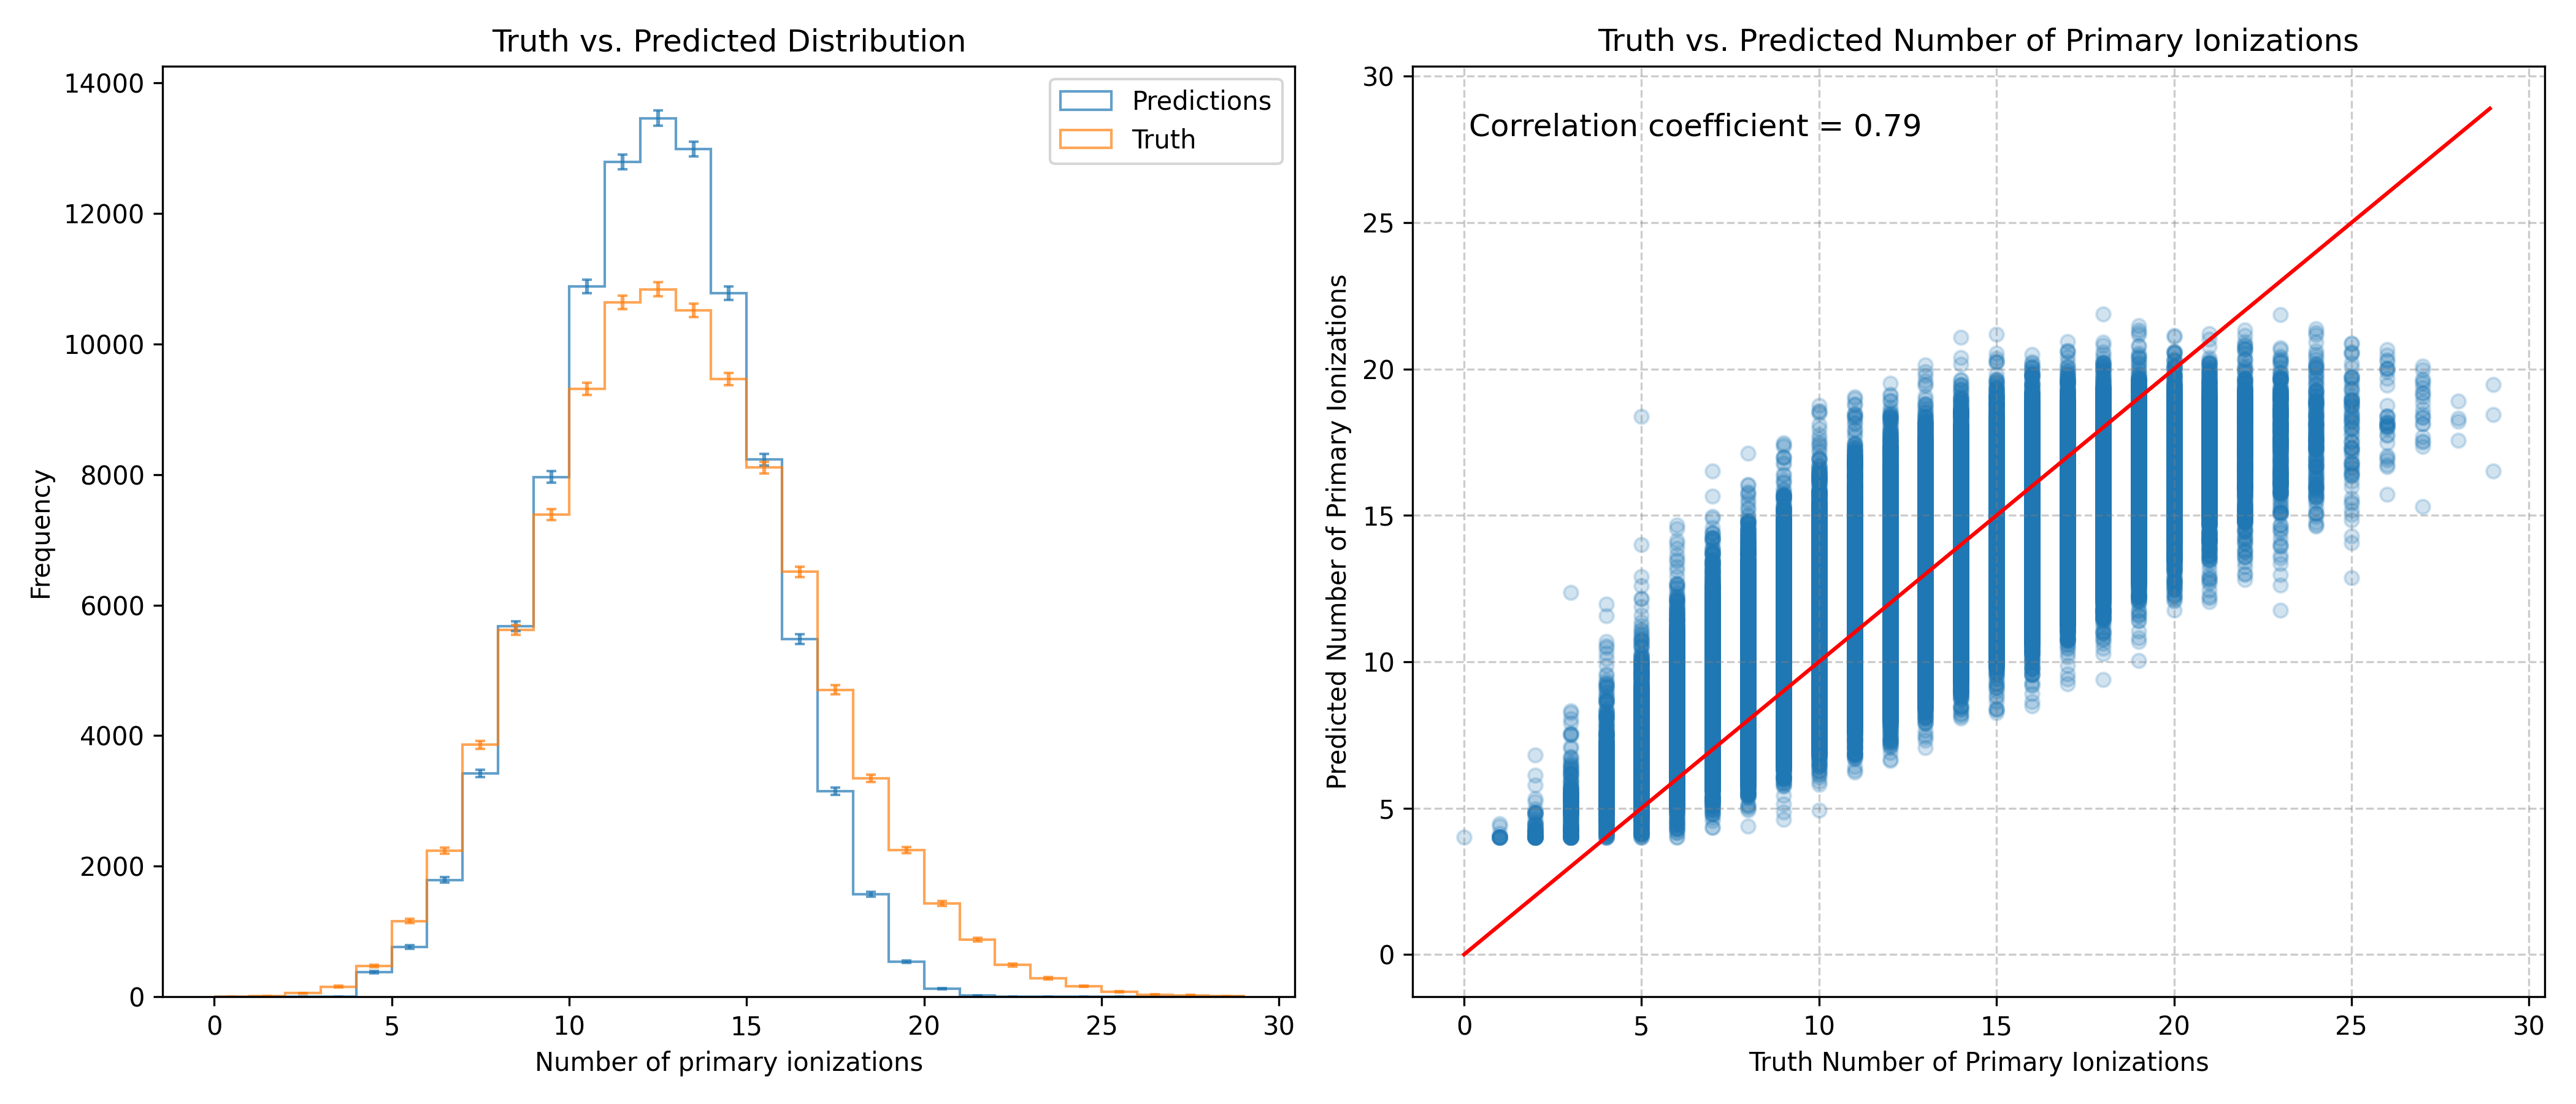 Truth vs. Predicted Distribution
14000
12000
10000
8000
6000
4000
2000
0
Frequency
0 5 10 15 20 25 30
Number of primary ionizations
Predictions
Truth
Truth vs. Predicted Number of Primary Ionizations
Correlation coefficient = 0.79
30
25
20
15
10
5
0
Predicted Number of Primary Ionizations
0 5 10 15 20 25 30
Truth Number of Primary Ionizations